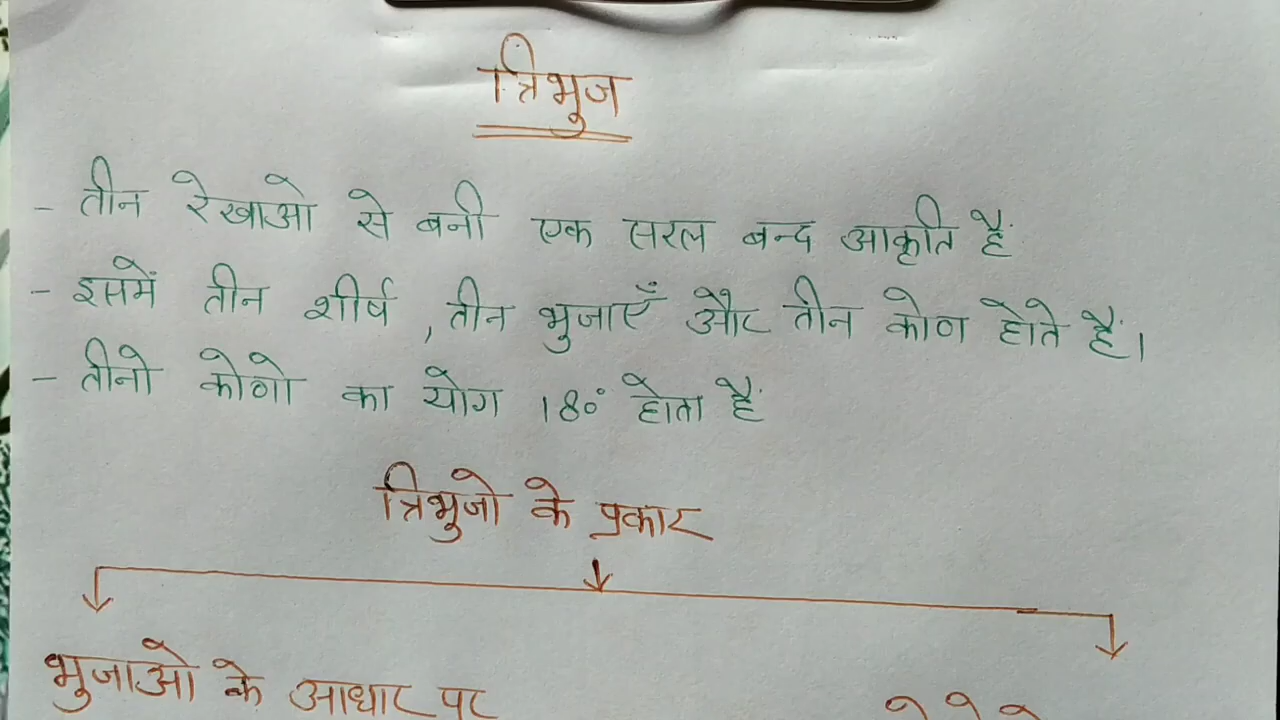 त्रिभुज
- तीन रेखाओ से बनी एक सरल बन्द आकृति हैं
- इसमें तीन शीर्ष , तीन भुजाएँ और तीन कोण होते हैं।
- तीनो कोणो का योग 180° होता हैं
त्रिभुजो के प्रकार
भुजाओ के आधार पर